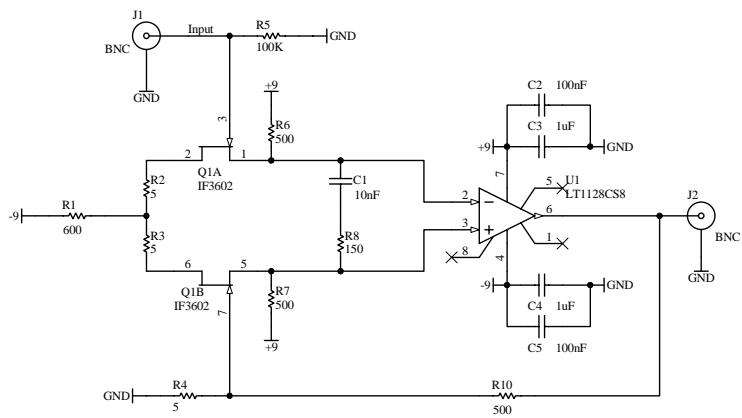 J1
BNC
GND
Input
R5
100K
GND
+9
R6
500
3
2
1
Q1A
IF3602
R2
5
-9
R1
600
R3
5
C1
10nF
R8
150
6
5
Q1B
IF3602
7
R7
500
+9
C2 100nF
C3 1uF
+9
GND
7
2
3
5
U1
LT1128CS8
6
1
8
4
J2
BNC
GND
-9
GND
C4 1uF
C5 100nF
GND
R4
5
R10
500